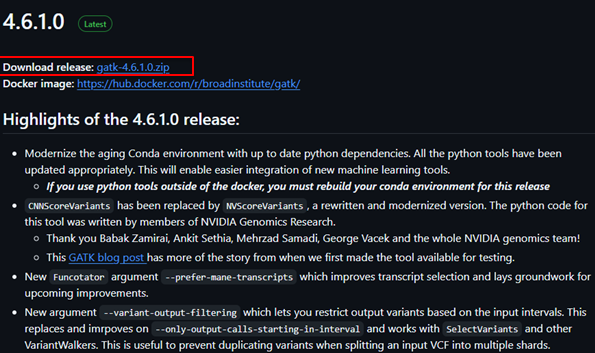 4.6.1.0 Latest
Download release: gatk-4.6.1.0.zip
Docker image: https://hub.docker.com/r/broadinstitute/gatk/
Highlights of the 4.6.1.0 release:
• Modernize the aging Conda environment with up to date python dependencies. All the python tools have been
updated appropriately. This will enable easier integration of new machine learning tools.
◦ If you use python tools outside of the docker, you must rebuild your conda environment for this release
• CNNScoreVariants has been replaced by NVScoreVariants, a rewritten and modernized version. The python code for
this tool was written by members of NVIDIA Genomics Research.
◦ Thank you Babak Zamirai, Ankit Sethia, Mehrzad Samadi, George Vacek and the whole NVIDIA genomics team!
◦ This GATK blog post has more of the story from when we first made the tool available for testing.
• New Funcotator argument --prefer-mane-transcripts which improves transcript selection and lays groundwork for
upcoming improvements.
• New argument --variant-output-filtering which lets you restrict output variants based on the input intervals. This
replaces and imrpoves on --only-output-calls-starting-in-interval and works with SelectVariants and other
VariantWalkers. This is useful to prevent duplicating variants when splitting an input VCF into multiple shards.